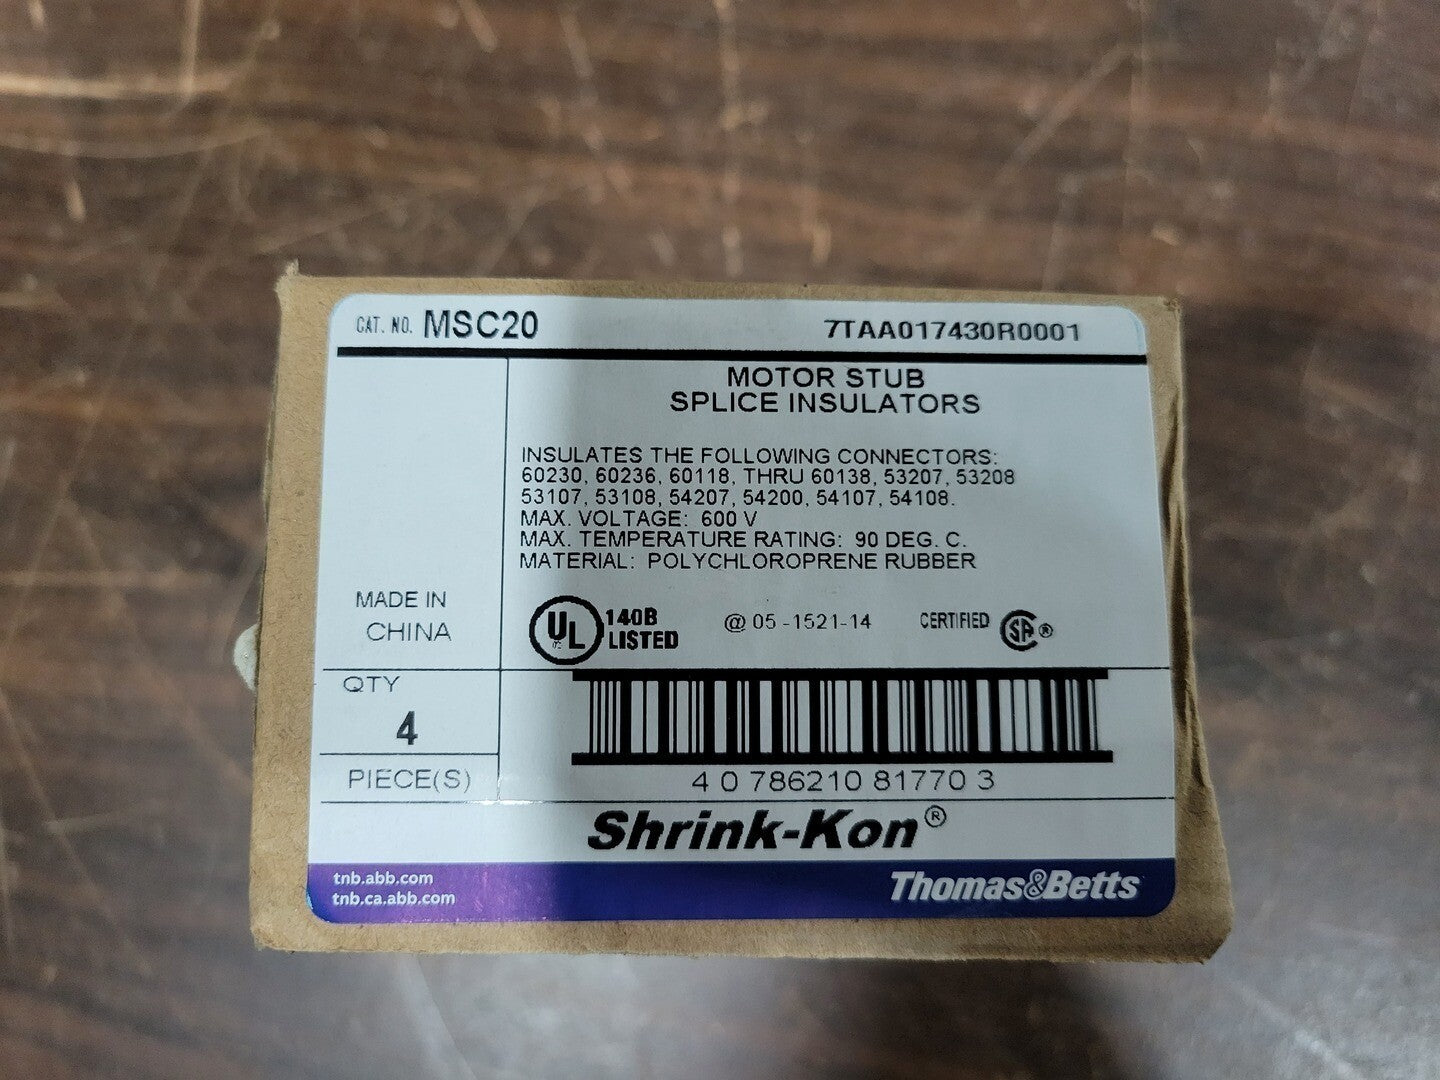 CAT. NO. MSC20 7TAA017430R0001
MOTOR STUB
SPLICE INSULATORS
INSULATES THE FOLLOWING CONNECTORS:
60230, 60236, 60118, THRU 60138, 53207, 53208
53107, 53108, 54207, 54200, 54107, 54108.
MAX. VOLTAGE: 600 V
MAX. TEMPERATURE RATING: 90 DEG. C.
MATERIAL: POLYCHLOROPRENE RUBBER
MADE IN
CHINA
UL 140B
LISTED
@ 05 -1521-14
CERTIFIED SA ®
QTY
4
PIECE(S)
4 0 786210 81770 3
Shrink-Kon®
tnb.abb.com
tnb.ca.abb.com
Thomas&Betts